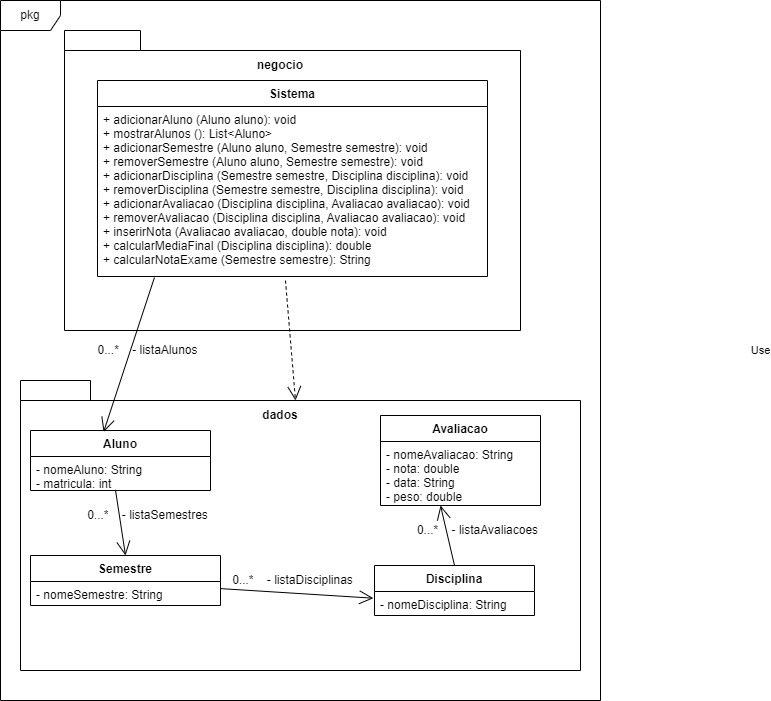 pkg
negocio
Sistema
+ adicionarAluno (Aluno aluno): void
+ mostrarAlunos (): List<Aluno>
+ adicionarSemestre (Aluno aluno, Semestre semestre): void
+ removerSemestre (Aluno aluno, Semestre semestre): void
+ adicionarDisciplina (Semestre semestre, Disciplina disciplina): void
+ removerDisciplina (Semestre semestre, Disciplina disciplina): void
+ adicionarAvaliacao (Disciplina disciplina, Avaliacao avaliacao): void
+ removerAvaliacao (Disciplina disciplina, Avaliacao avaliacao): void
+ inserirNota (Avaliacao avaliacao, double nota): void
+ calcularMediaFinal (Disciplina disciplina): double
+ calcularNotaExame (Semestre semestre): String
0...* - listaAlunos
Use
dados
Aluno
- nomeAluno: String
- matricula: int
Avaliacao
- nomeAvaliacao: String
- nota: double
- data: String
- peso: double
0...* - listaSemestres
0...* - listaAvaliacoes
Semestre
- nomeSemestre: String
0...* - listaDisciplinas
Disciplina
- nomeDisciplina: String